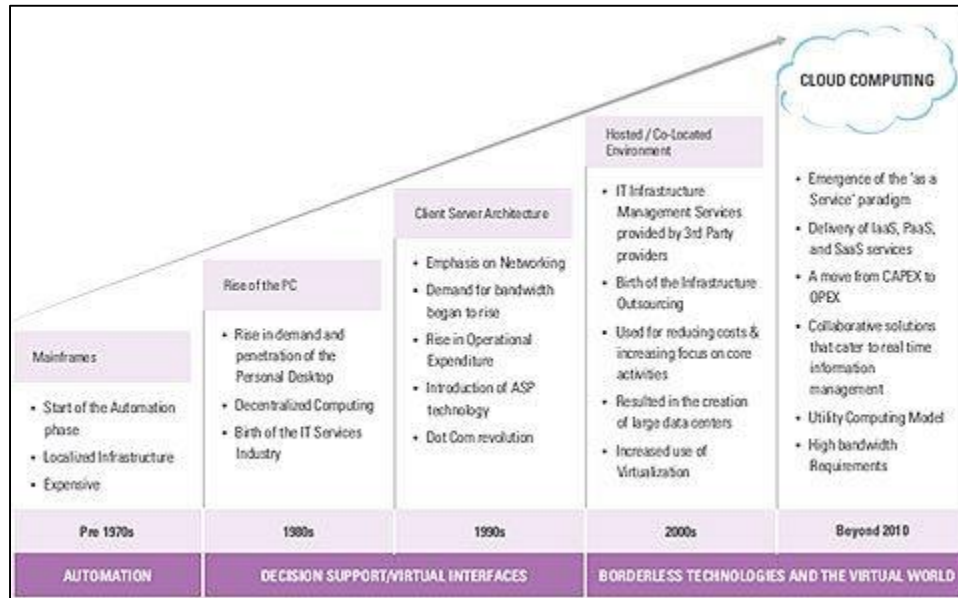 CLOUD COMPUTING
Hosted / Co-Located
Environment
Client Server Architecture
Rise of the PC
Mainframes
• Start of the Automation
phase
• Localized Infrastructure
• Expensive
• Rise in demand and
penetration of the
Personal Desktop
• Decentralized Computing
• Birth of the IT Services
Industry
• Emphasis on Networking
• Demand for bandwidth
began to rise
• Rise in Operational
Expenditure
• Introduction of ASP
technology
• Dot Com revolution
• IT Infrastructure
Management Services
provided by 3rd Party
providers
• Birth of the Infrastructure
Outsourcing
• Used for reducing costs &
increasing focus on core
activities
• Resulted in the creation
of large data centers
• Increased use of
Virtualization
• Emergence of the 'as a
Service' paradigm
• Delivery of IaaS, PaaS,
and SaaS services
• A move from CAPEX to
OPEX
• Collaborative solutions
that cater to real time
information
management
• Utility Computing Model
• High bandwidth
Requirements
Pre 1970s
1980s
1990s
2000s
Beyond 2010
AUTOMATION
DECISION SUPPORT/VIRTUAL INTERFACES
BORDERLESS TECHNOLOGIES AND THE VIRTUAL WORLD